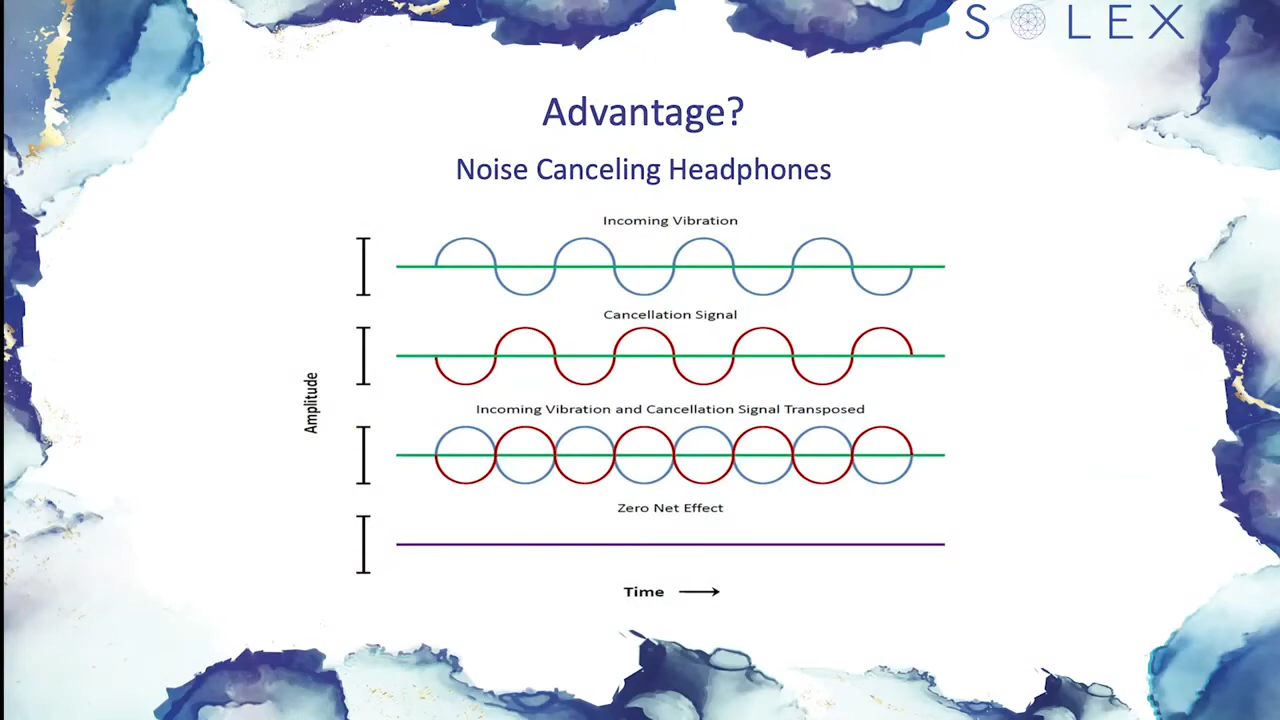 SOLEX
Advantage?
Noise Canceling Headphones
Incoming Vibration
Cancellation Signal
Amplitude
Incoming Vibration and Cancellation Signal Transposed
Zero Net Effect
Time